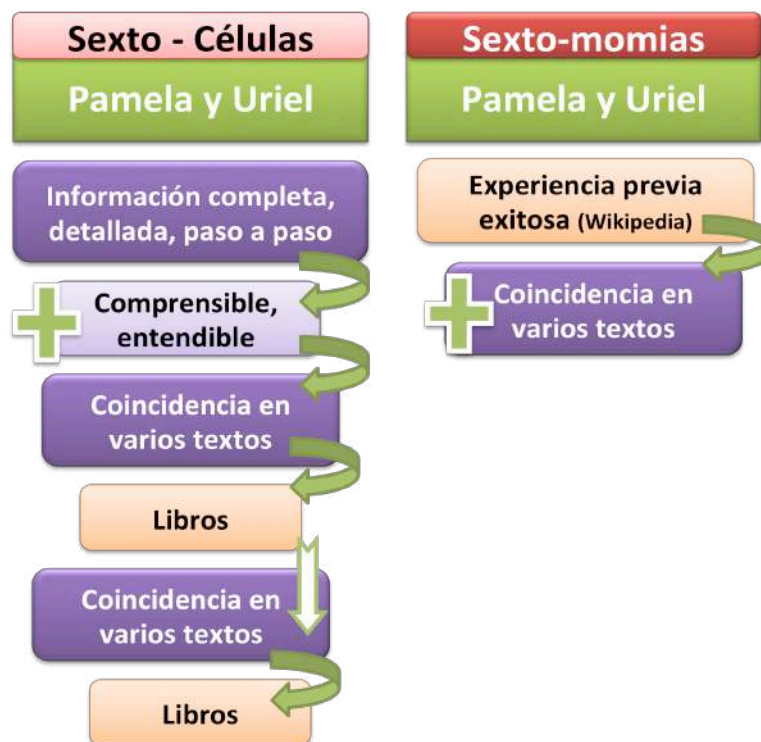 Sexto - Células
Pamela y Uriel
Información completa,
detallada, paso a paso
Comprensible,
entendible
Coincidencia en
varios textos
Libros
Coincidencia en
varios textos
Libros
Sexto-momias
Pamela y Uriel
Experiencia previa
exitosa (Wikipedia)
Coincidencia en
varios textos